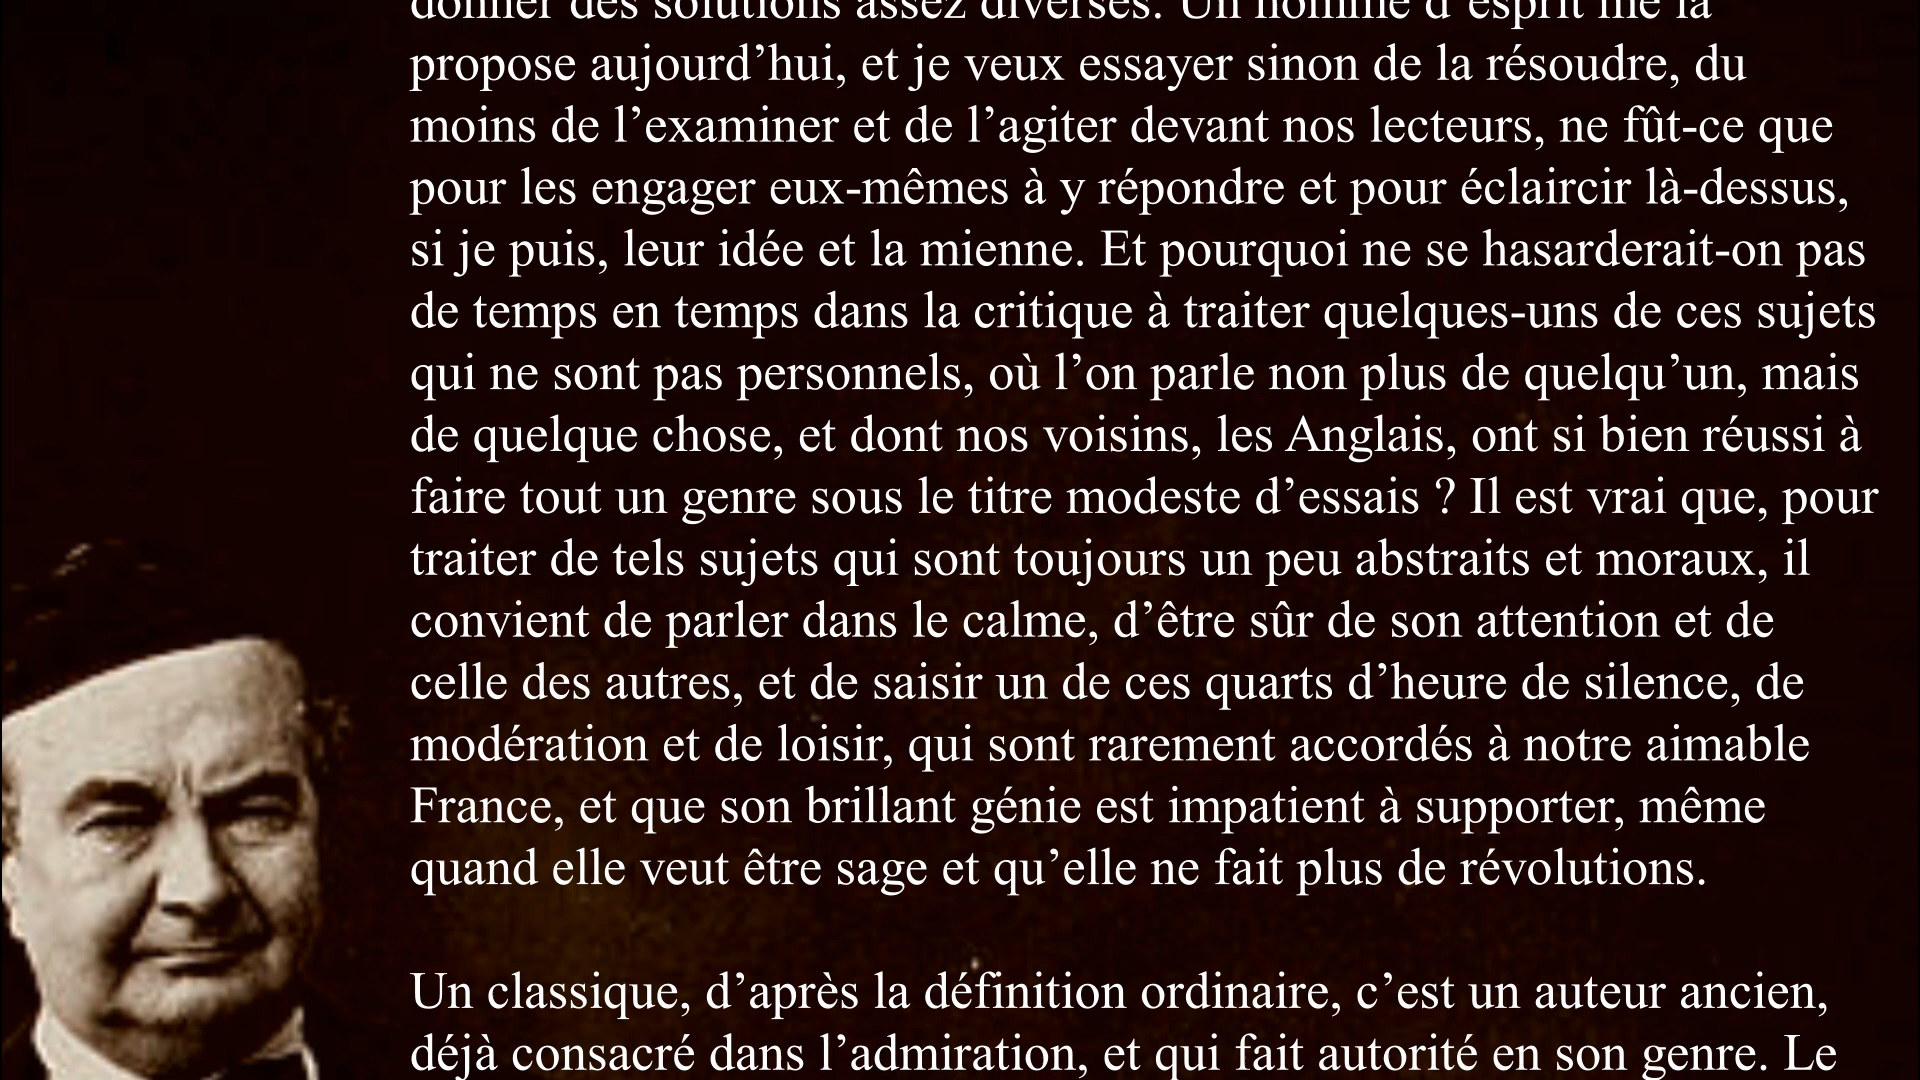 donner des solutions assez diverses. Un homme d’esprit me la
propose aujourd’hui, et je veux essayer sinon de la résoudre, du
moins de l’examiner et de l’agiter devant nos lecteurs, ne fût-ce que
pour les engager eux-mêmes à y répondre et pour éclaircir là-dessus,
si je puis, leur idée et la mienne. Et pourquoi ne se hasarderait-on pas
de temps en temps dans la critique à traiter quelques-uns de ces sujets
qui ne sont pas personnels, où l’on parle non plus de quelqu’un, mais
de quelque chose, et dont nos voisins, les Anglais, ont si bien réussi à
faire tout un genre sous le titre modeste d’essais ? Il est vrai que, pour
traiter de tels sujets qui sont toujours un peu abstraits et moraux, il
convient de parler dans le calme, d’être sûr de son attention et de
celle des autres, et de saisir un de ces quarts d’heure de silence, de
modération et de loisir, qui sont rarement accordés à notre aimable
France, et que son brillant génie est impatient à supporter, même
quand elle veut être sage et qu’elle ne fait plus de révolutions.
Un classique, d’après la définition ordinaire, c’est un auteur ancien,
déjà consacré dans l’admiration, et qui fait autorité en son genre. Le